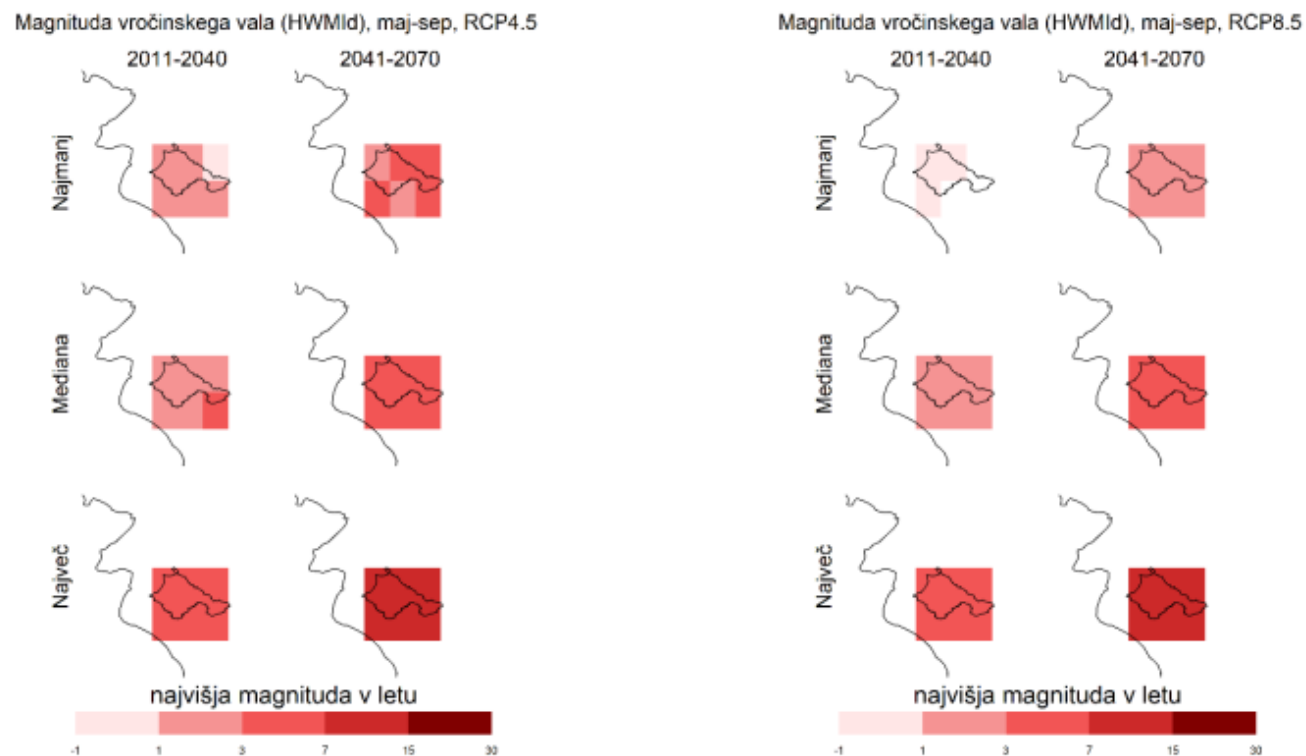 Magnituda vročinskega vala (HWMId), maj-sep, RCP4.5
2011-2040 2041-2070
Najmanj
Mediana
Največ
najvišja magnituda v letu
-1 1 3 7 15 30
Magnituda vročinskega vala (HWMId), maj-sep, RCP8.5
2011-2040 2041-2070
Najmanj
Mediana
Največ
najvišja magnituda v letu
-1 1 3 7 15 30